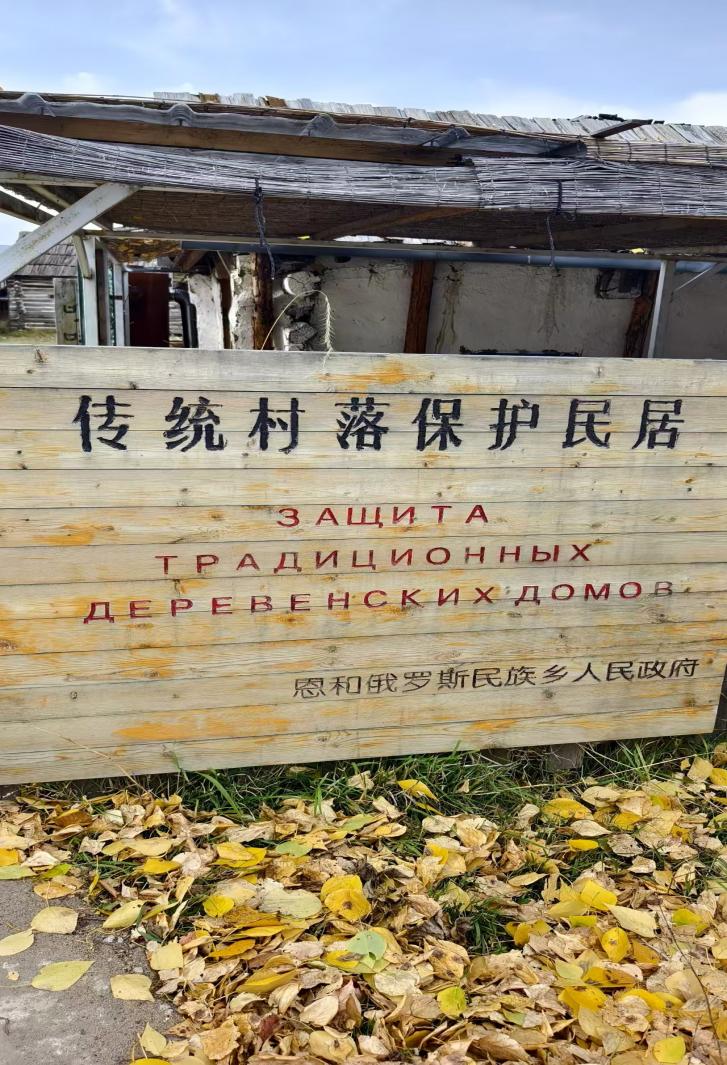 传统村落保护民居
ЗАЩИТА
ТРАДИЦИОННЫХ
ДЕРЕВЕНСКИХ ДОМОВ
恩和俄罗斯民族乡人民政府